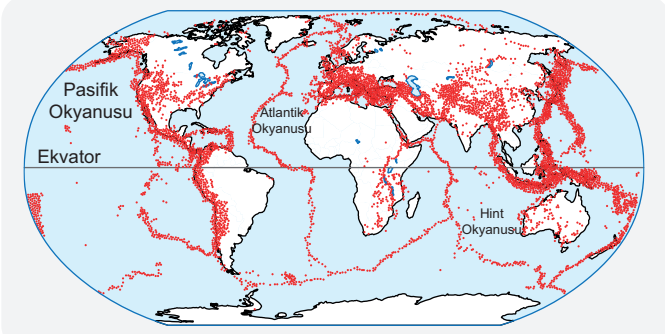 Pasifik
Okyanusu
Atlantik
Okyanusu
Ekvator
Hint
Okyanusu